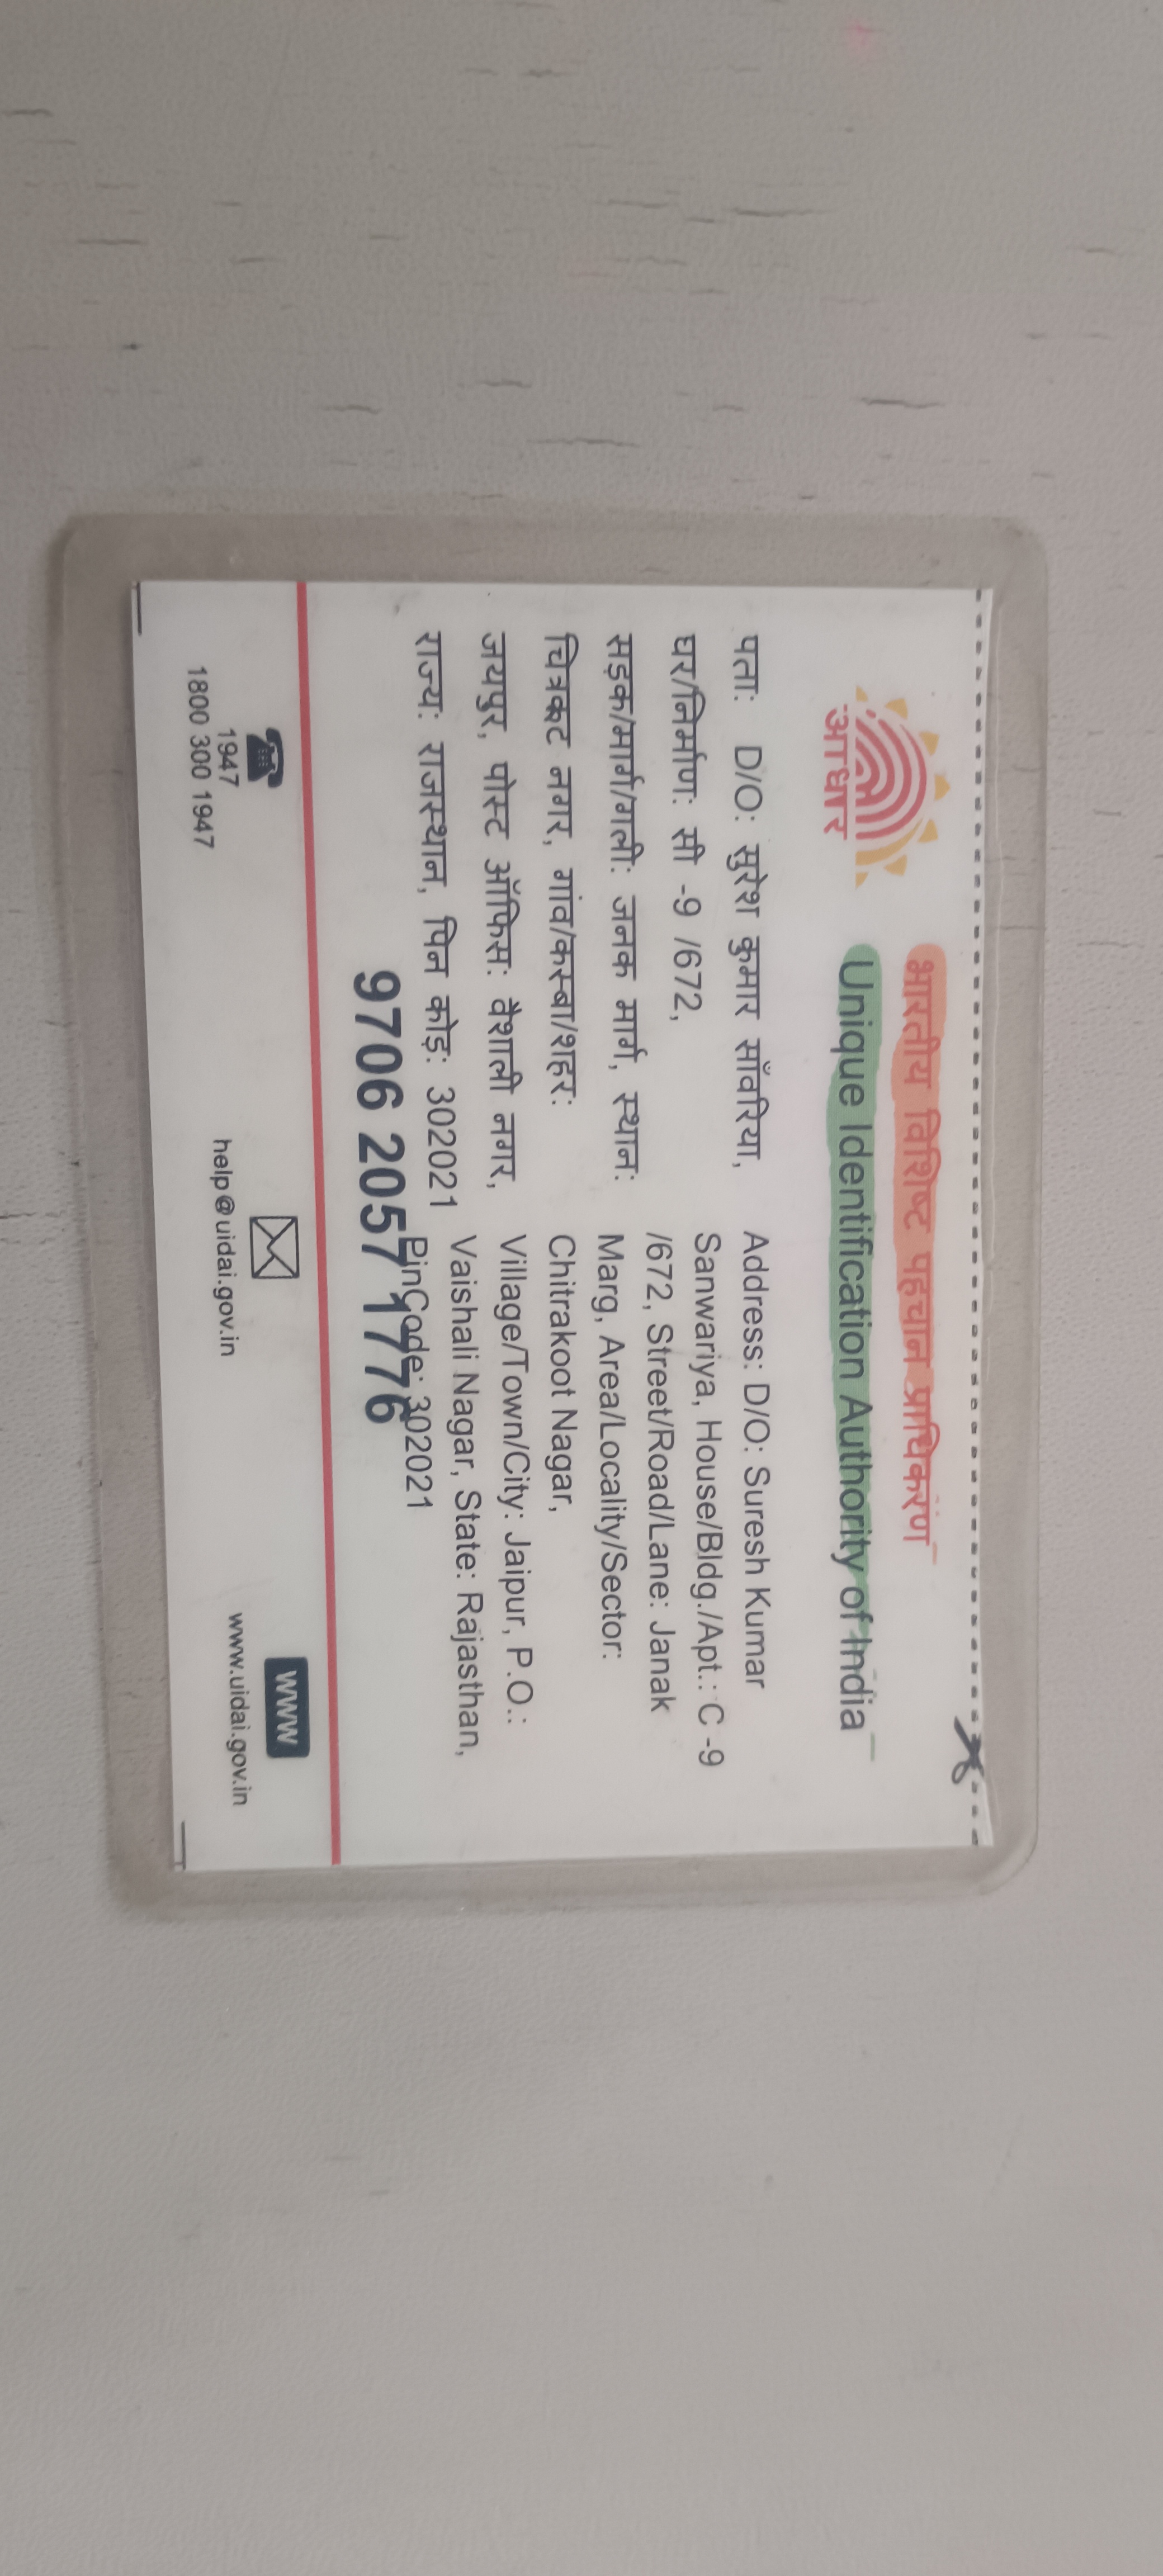 भारतीय विशिष्ट पहचान प्राधिकरण
Unique Identification Authority of India
आधार
पता: D/O: सुरेश कुमार साँवरिया,
घर/निर्माण: सी -9 /672,
सड़क/मार्ग/गली: जनक मार्ग, स्थान:
चित्रकूट नगर, गांव/कस्बा/शहर:
जयपुर, पोस्ट ऑफिस: वैशाली नगर,
राज्य: राजस्थान, पिन कोड़: 302021
Address: D/O: Suresh Kumar
Sanwariya, House/Bldg./Apt.: C -9
/672, Street/Road/Lane: Janak
Marg, Area/Locality/Sector:
Chitrakoot Nagar,
Village/Town/City: Jaipur, P.O.:
Vaishali Nagar, State: Rajasthan,
PinCode: 302021
9706 2057 1776
1947
1800 300 1947
help@uidai.gov.in
www
www.uidai.gov.in